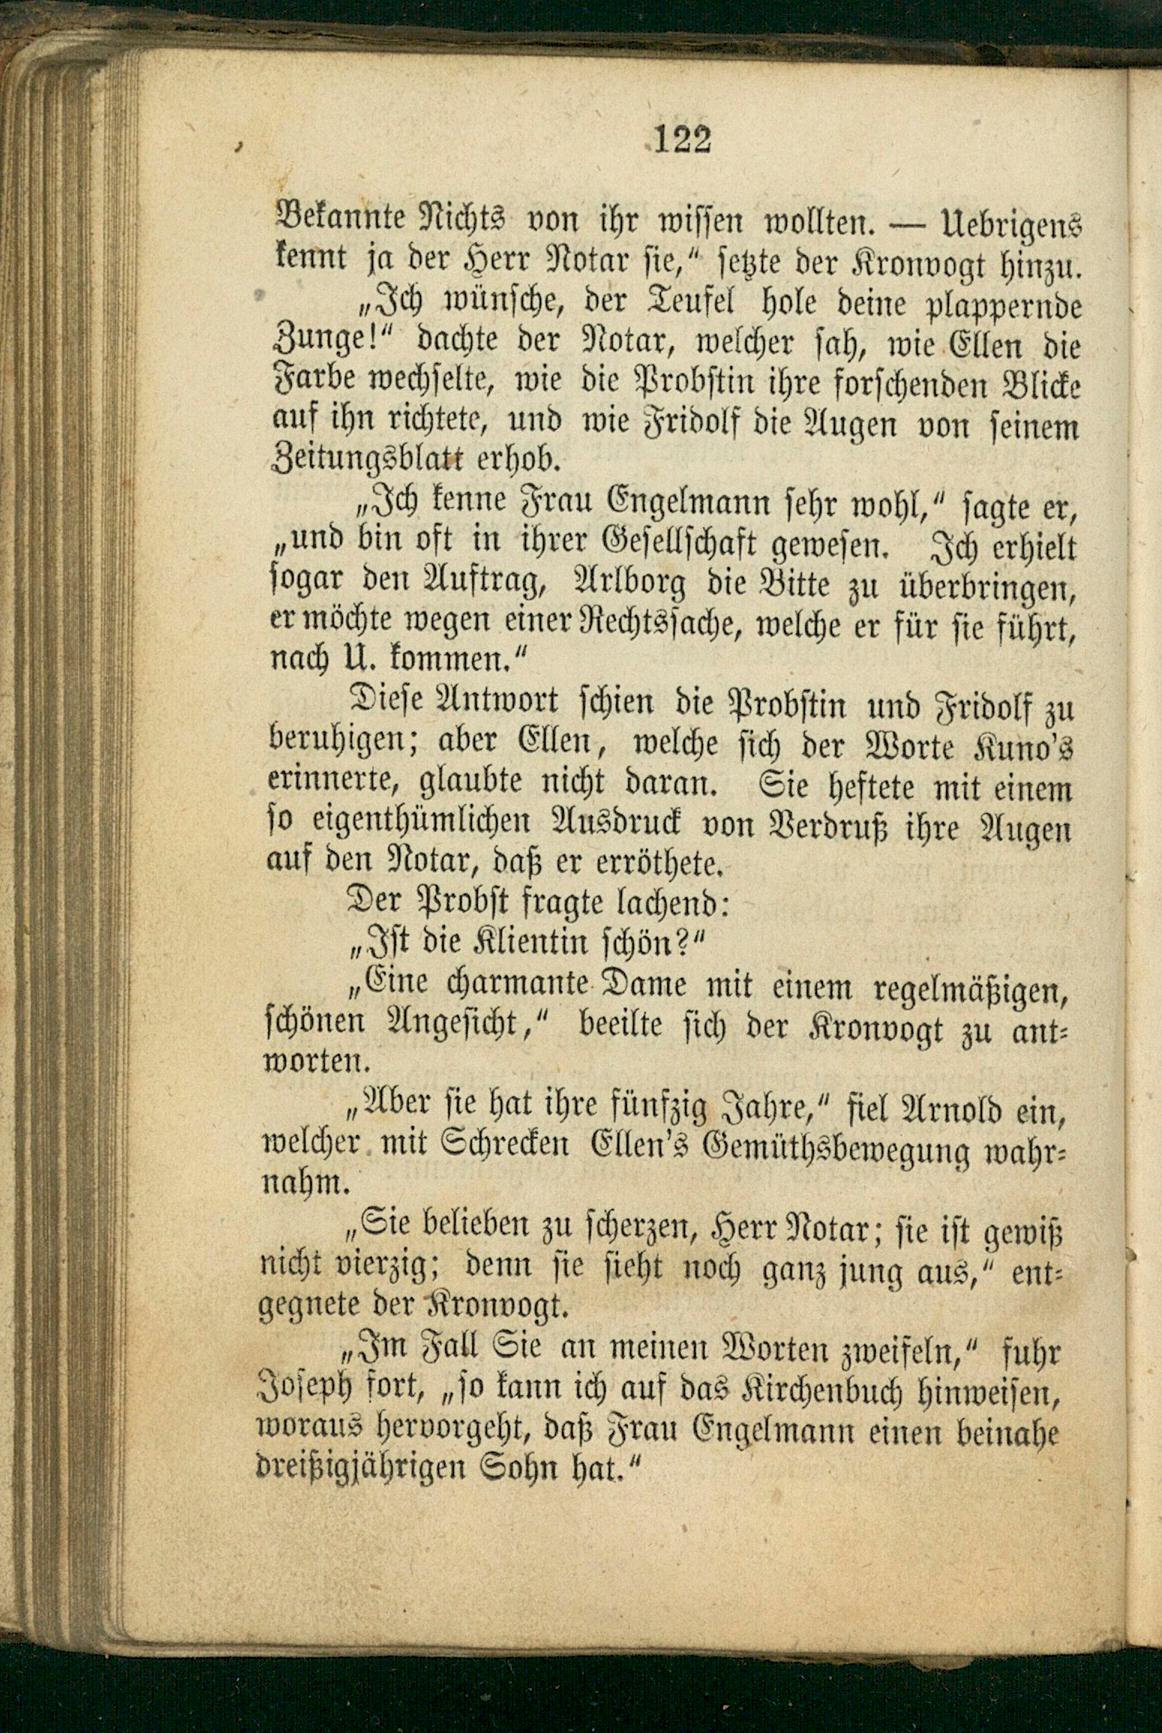 122
Bekannte Nichts von ihr wissen wollten. — Uebrigens
kennt ja der Herr Notar sie,“ setzte der Kronvogt hinzu.
„Ich wünsche, der Teufel hole deine plappernde
Zunge!“ dachte der Notar, welcher sah, wie Ellen die
Farbe wechselte, wie die Probstin ihre forschenden Blicke
auf ihn richtete, und wie Fridolf die Augen von seinem
Zeitungsblatt erhob.
„Ich kenne Frau Engelmann sehr wohl,“ sagte er,
„und bin oft in ihrer Gesellschaft gewesen. Ich erhielt
sogar den Auftrag, Arlborg die Bitte zu überbringen,
er möchte wegen einer Rechtssache, welche er für sie führt,
nach U. kommen.“
Diese Antwort schien die Probstin und Fridolf zu
beruhigen; aber Ellen, welche sich der Worte Kuno's
erinnerte, glaubte nicht daran. Sie heftete mit einem
so eigenthümlichen Ausdruck von Verdruß ihre Augen
auf den Notar, daß er erröthete.
Der Probst fragte lachend:
„Ist die Klientin schön?“
„Eine charmante Dame mit einem regelmäßigen,
schönen Angesicht,“ beeilte sich der Kronvogt zu ant-
worten.
„Aber sie hat ihre fünfzig Jahre,“ fiel Arnold ein,
welcher mit Schrecken Ellen's Gemüthsbewegung wahr-
nahm.
„Sie belieben zu scherzen, Herr Notar; sie ist gewiß
nicht vierzig; denn sie sieht noch ganz jung aus,“ ent-
gegnete der Kronvogt.
„Im Fall Sie an meinen Worten zweifeln,“ fuhr
Joseph fort, „so kann ich auf das Kirchenbuch hinweisen,
woraus hervorgeht, daß Frau Engelmann einen beinahe
dreißigjährigen Sohn hat.“